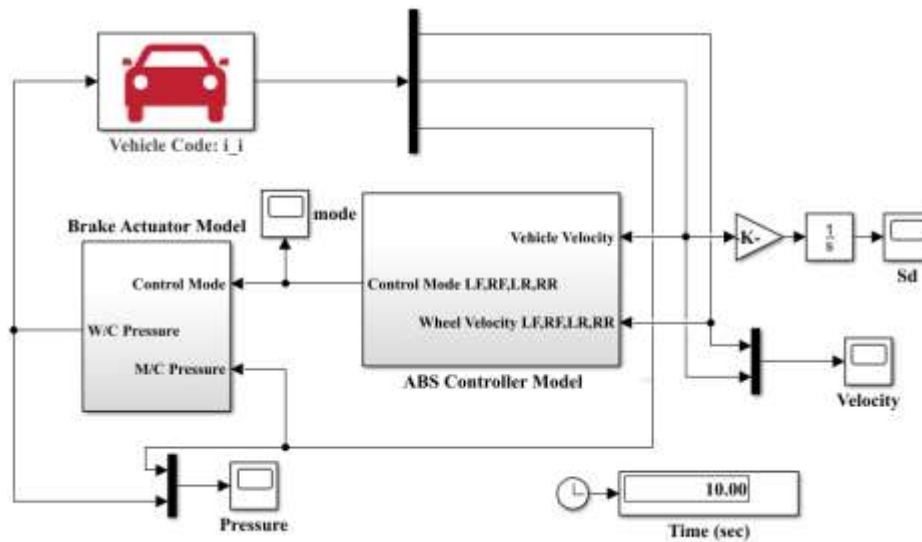 Vehicle Code: i_i
mode
Brake Actuator Model
Control Mode
W/C Pressure
M/C Pressure
Vehicle Velocity
Control Mode LF,RF,LR,RR
Wheel Velocity LF,RF,LR,RR
ABS Controller Model
-K-
1
s
Sd
Velocity
Pressure
10.00
Time (sec)